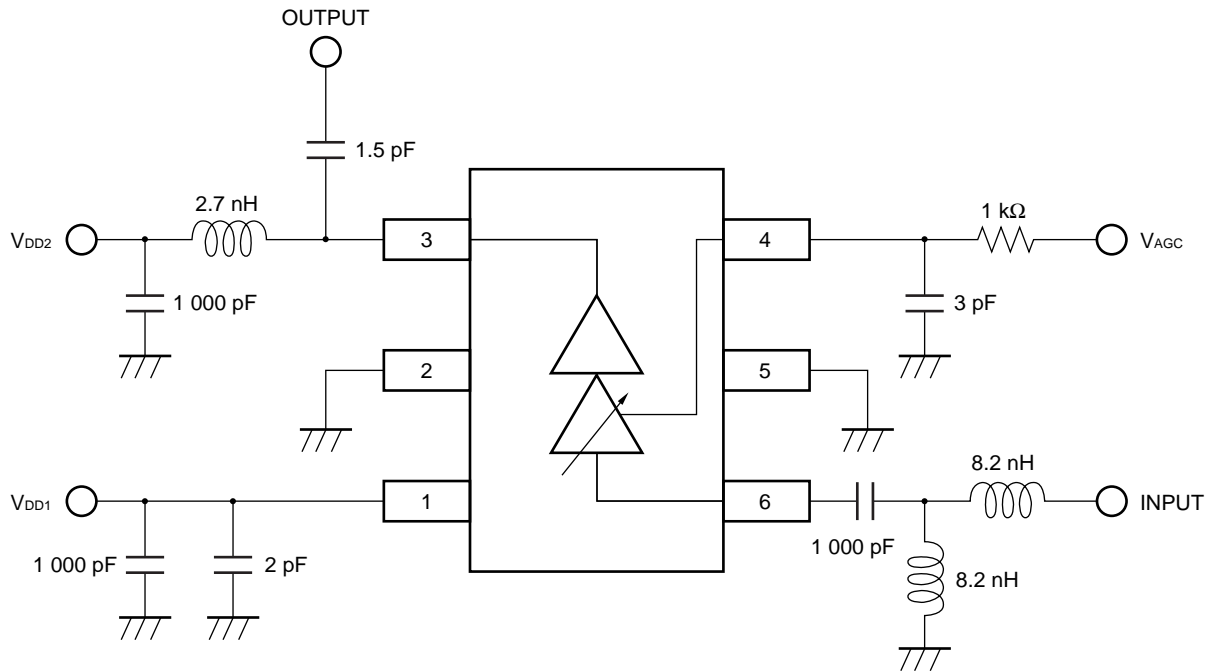 OUTPUT
1.5 pF
2.7 nH
1 kΩ
VDD2
3
4
VAGC
1 000 pF
3 pF
2
5
8.2 nH
VDD1
1
6
INPUT
1 000 pF
1 000 pF
2 pF
8.2 nH